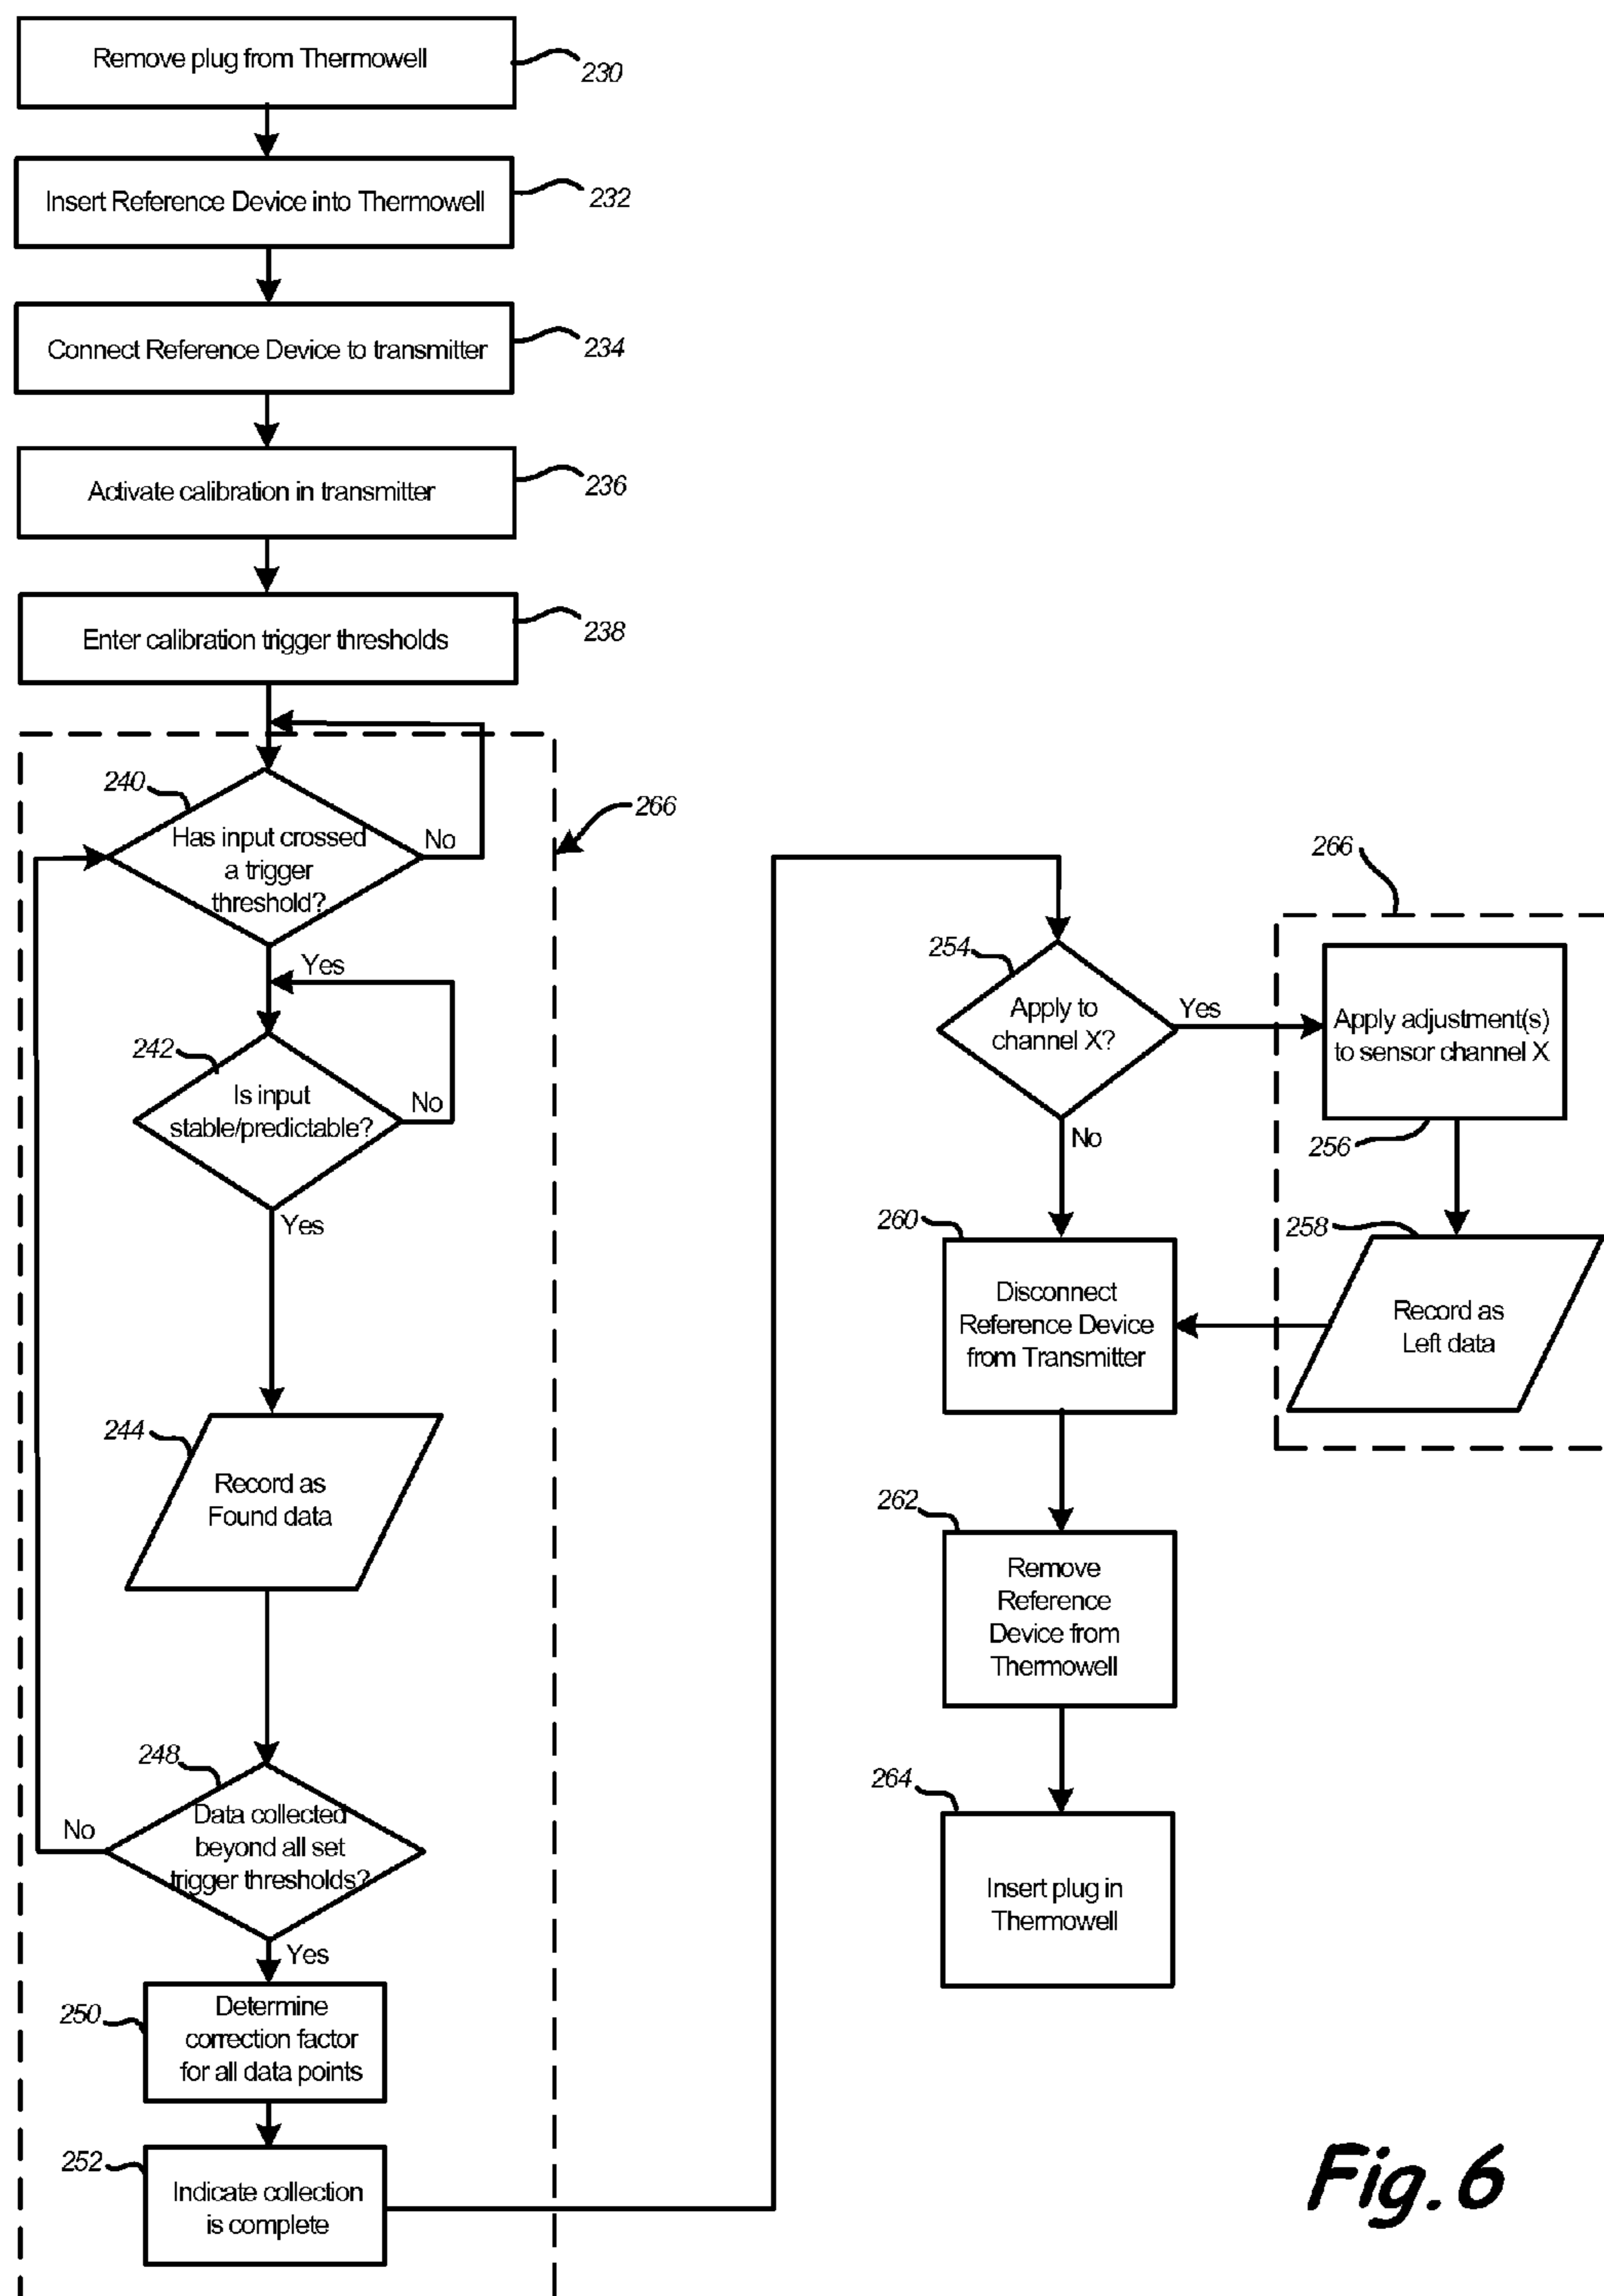 Remove plug from Thermowell
230
Insert Reference Device into Thermowell
232
Connect Reference Device to transmitter
234
Activate calibration in transmitter
236
Enter calibration trigger thresholds
238
240
Has input crossed
a trigger
threshold?
No
266
Yes
242
Is input
stable/predictable?
No
Yes
244
Record as
Found data
248
Data collected
beyond all set
trigger thresholds?
No
Yes
250
Determine
correction factor
for all data points
252
Indicate collection
is complete
254
Apply to
channel X?
Yes
No
266
Apply adjustment(s)
to sensor channel X
256
258
Record as
Left data
260
Disconnect
Reference Device
from Transmitter
262
Remove
Reference
Device from
Thermowell
264
Insert plug in
Thermowell
Fig. 6